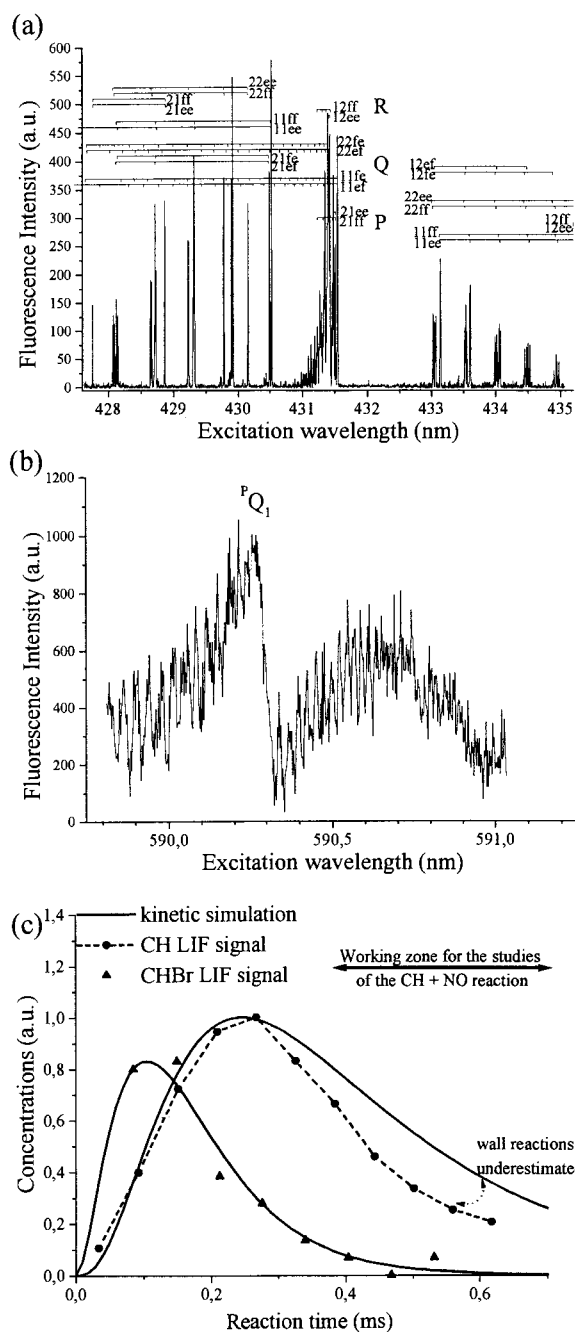 (a)
600
550
500
450
400
350
300
250
200
150
100
50
0
Fluorescence Intensity (a.u.)
22ee
22ff
21ff
21ee
11ff
11ee
22fe
22ef
21fe
21ef
11fe
11ef
12ff
12ee
R
Q
21ee
21ff
P
12ef
12fe
22ee
22ff
12ff
12ee
11ff
11ee
428 429 430 431 432 433 434 435
Excitation wavelength (nm)
(b)
1200
1000
800
600
400
200
0
Fluorescence Intensity (a.u.)
PQ1
590,0 590,5 591,0
Excitation wavelength (nm)
(c)
1,4
1,2
1,0
0,8
0,6
0,4
0,2
0,0
Concentrations (a.u.)
kinetic simulation
CH LIF signal
CHBr LIF signal
Working zone for the studies
of the CH + NO reaction
wall reactions
underestimate
0,0 0,2 0,4 0,6
Reaction time (ms)